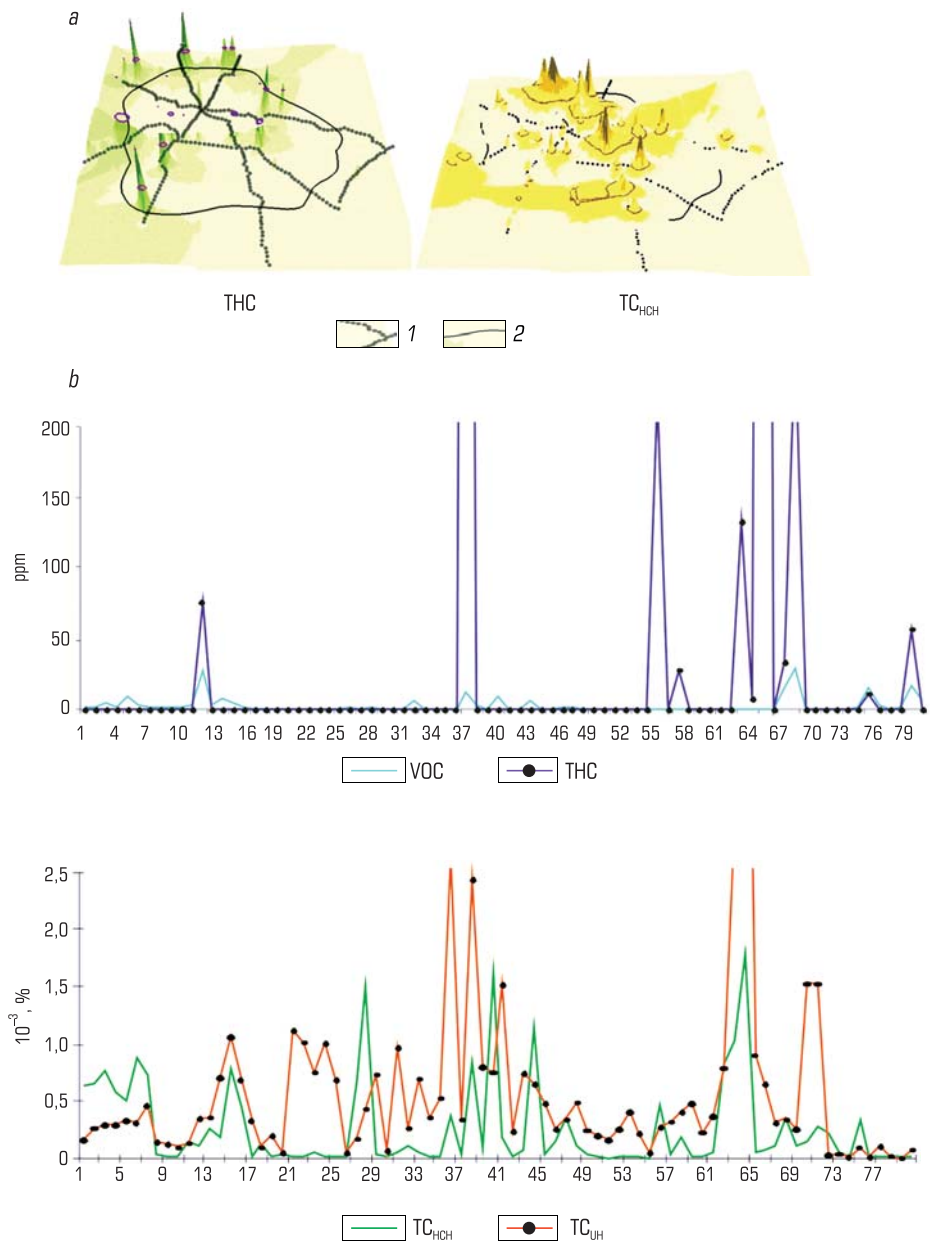 a
THC TC_HCH
1 2
b
200
150
100
50
0
ppm
1 4 7 10 13 16 19 22 25 28 31 34 37 40 43 46 49 52 55 58 61 64 67 70 73 76 79
VOC THC
2,5
2,0
1,5
1,0
0,5
0
10⁻³, %
1 5 9 13 17 21 25 29 33 37 41 45 49 53 57 61 65 69 73 77
TC_HCH TC_UH